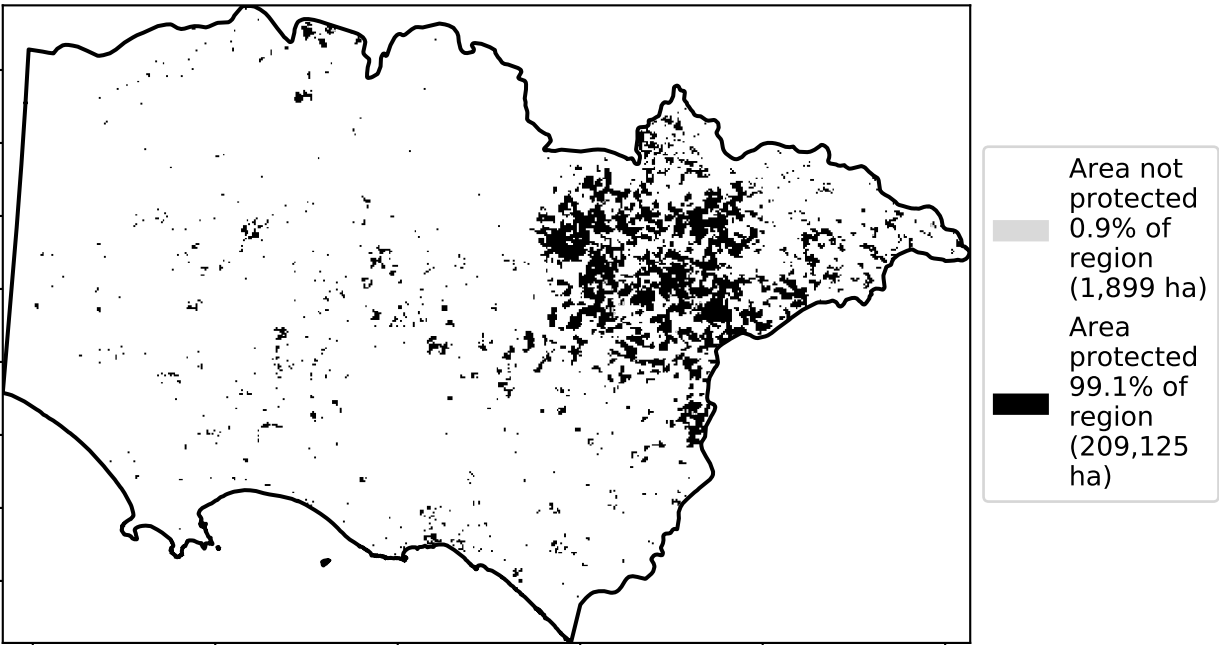 Area not
protected
0.9% of
region
(1,899 ha)
Area
protected
99.1% of
region
(209,125
ha)